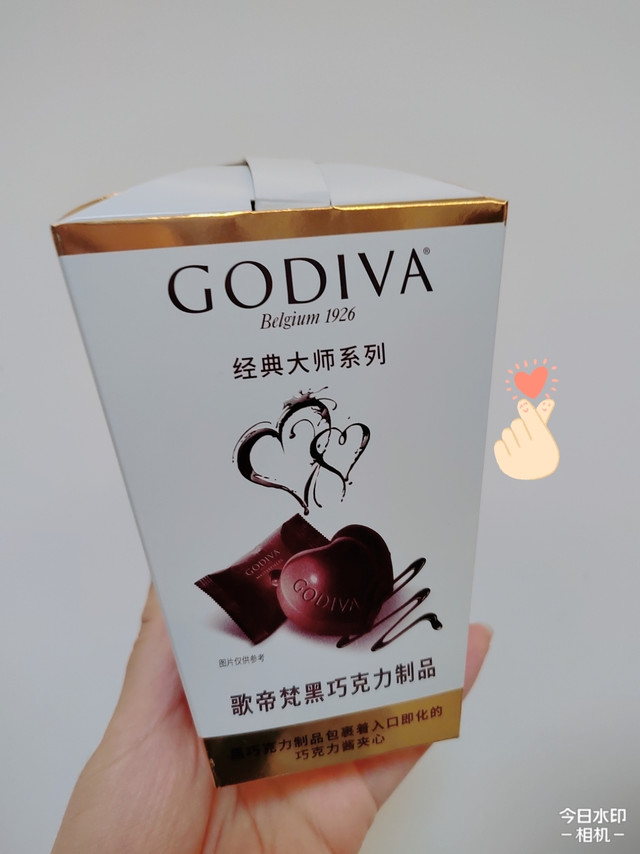 GODIVA®
Belgium 1926
经典大师系列
GODIVA
GODIVA
图片仅供参考
歌帝梵黑巧克力制品
黑巧克力制品包裹着入口即化的
巧克力酱夹心
今日水印
-相机-